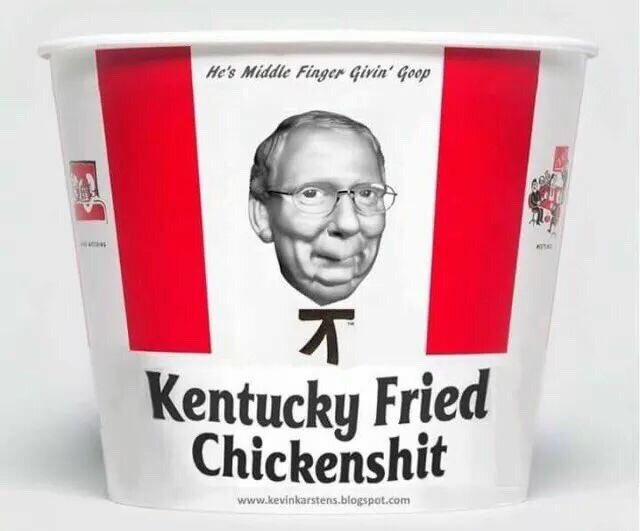 He's Middle Finger Givin' Goop
Kentucky Fried
Chickenshit
www.kevinkarstens.blogspot.com